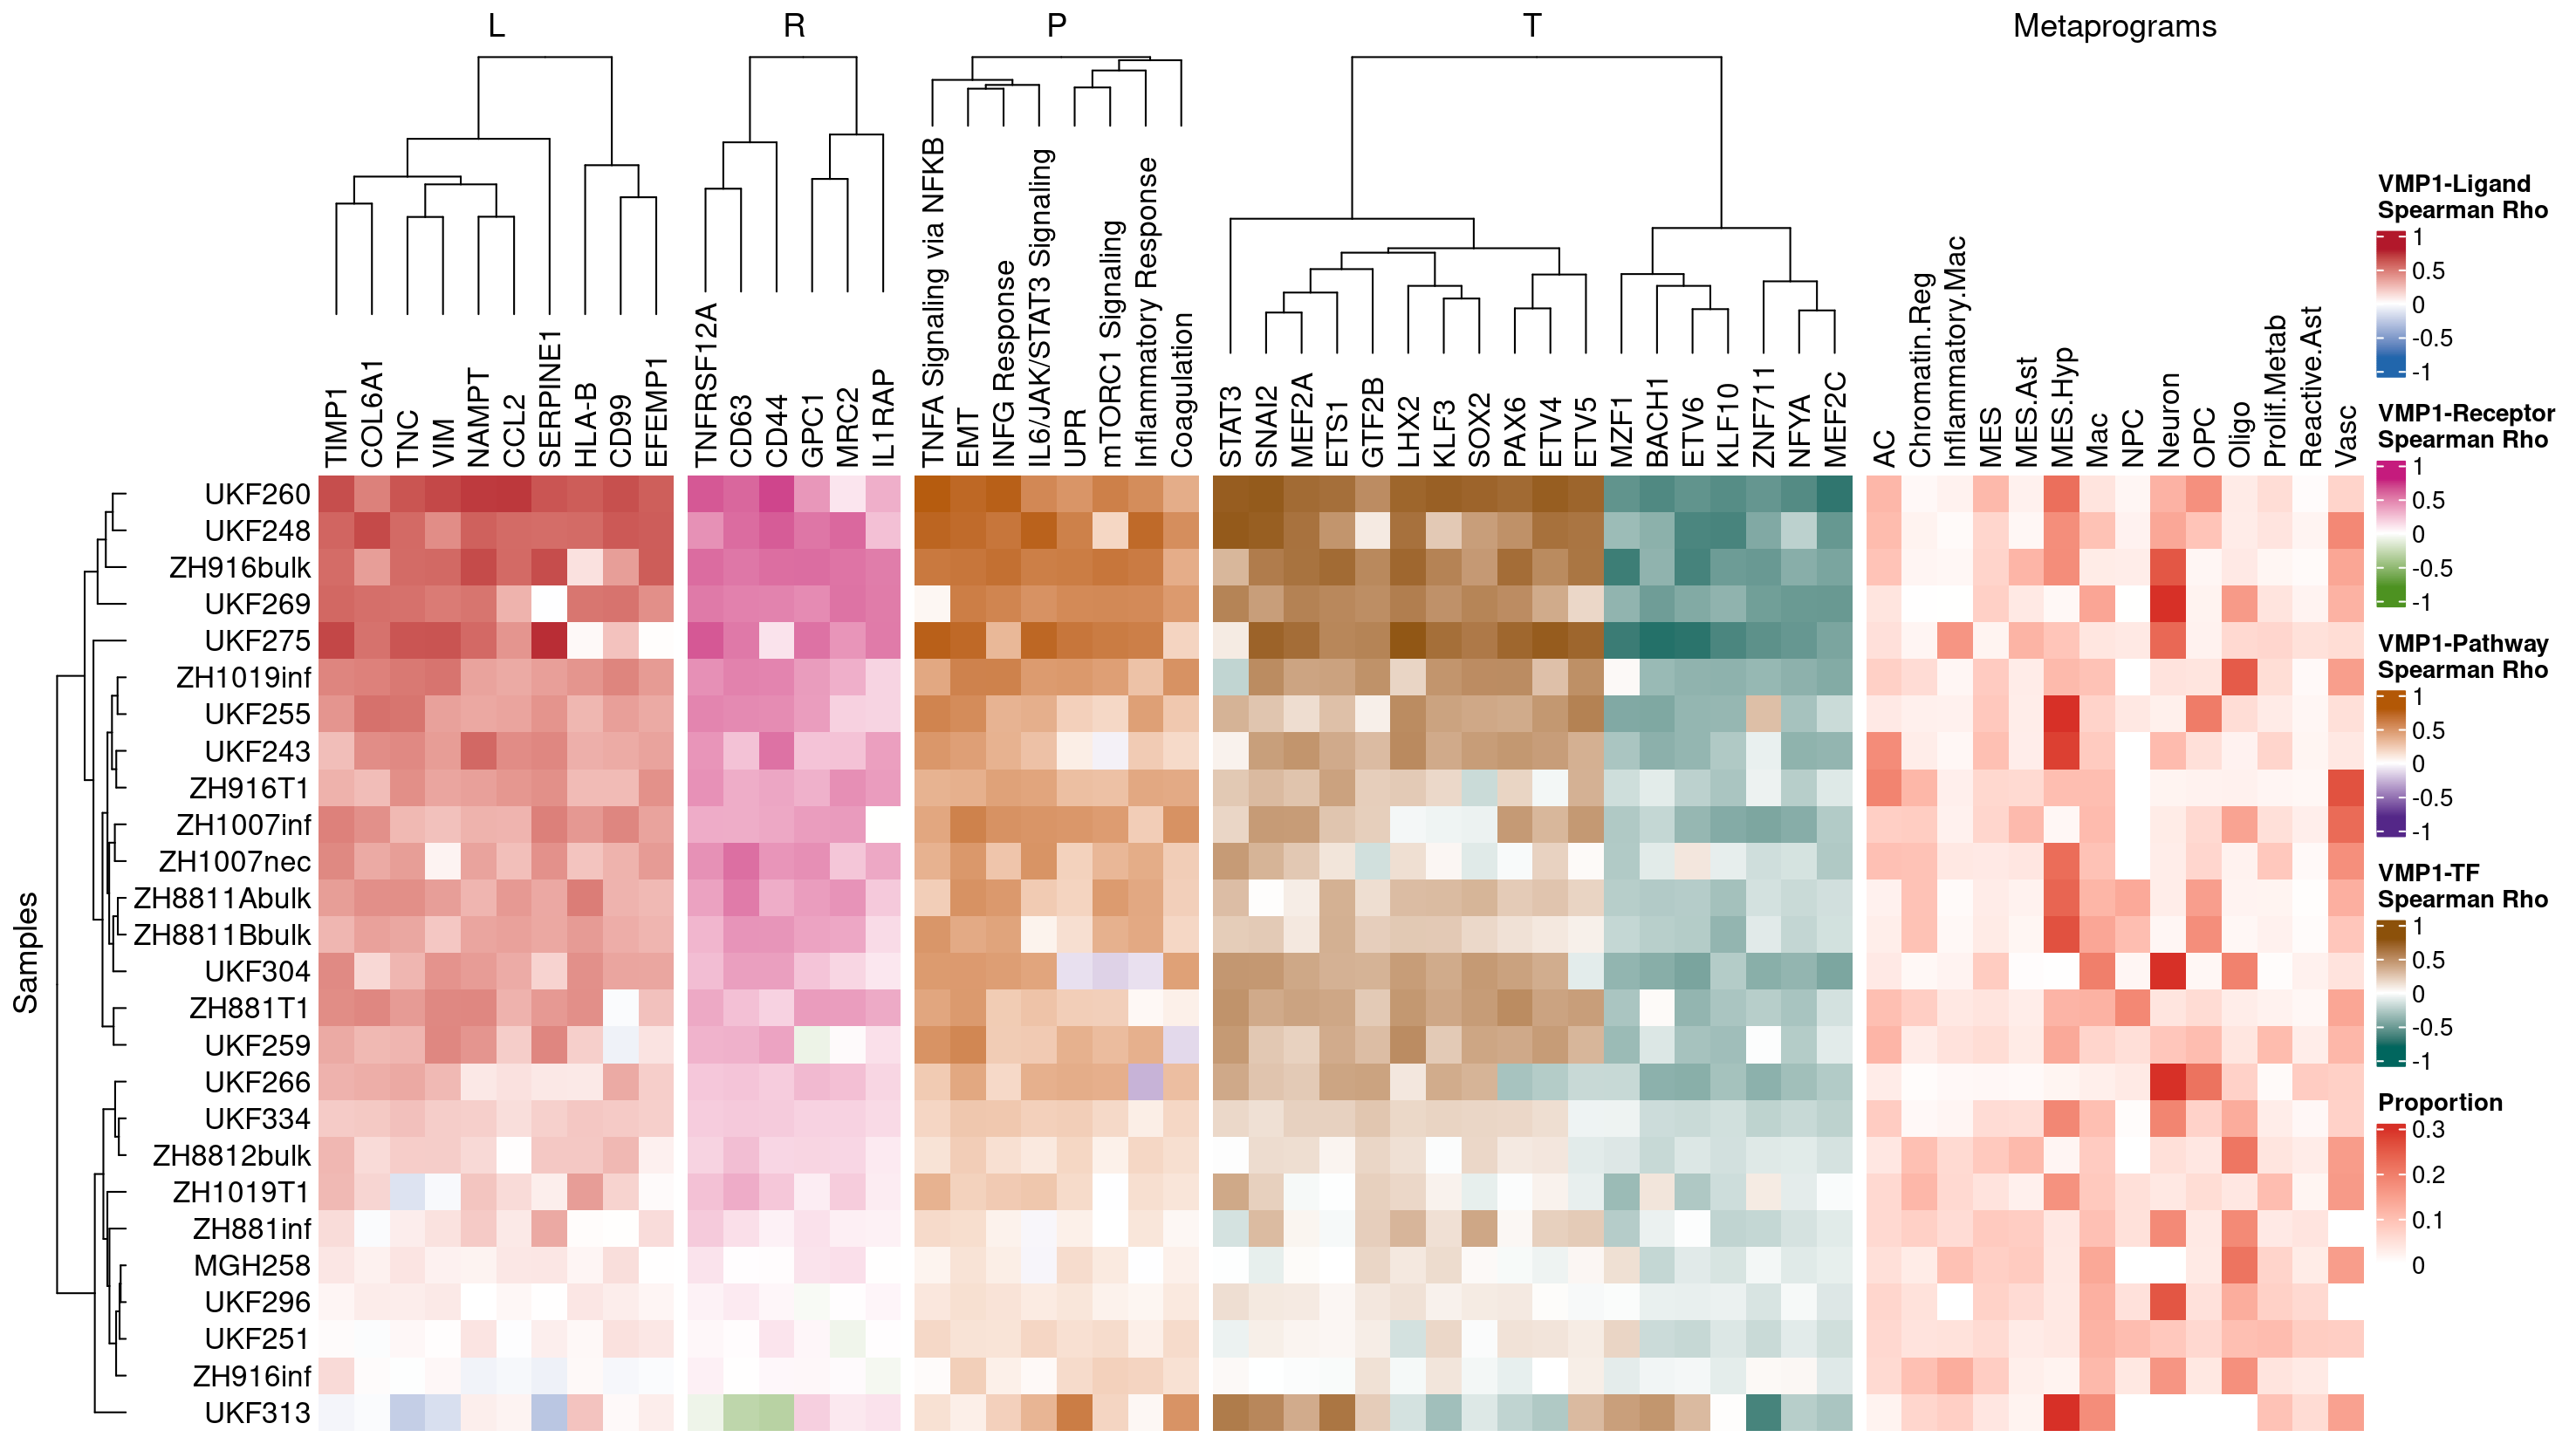 L R P T Metaprograms
TIMP1 COL6A1 TNC VIM NAMPT CCL2 SERPINE1 HLA-B CD99 EFEMP1
TNFRSF12A CD63 CD44 GPC1 MRC2 IL1RAP
TNFA Signaling via NFKB
EMT
INFG Response
IL6/JAK/STAT3 Signaling
UPR
mTORC1 Signaling
Inflammatory Response
Coagulation
STAT3 SNAI2 MEF2A ETS1 GTF2B LHX2 KLF3 SOX2 PAX6 ETV4 ETV5 MZF1 BACH1 ETV6 KLF10 ZNF711 NFYA MEF2C
AC Chromatin.Reg Inflammatory.Mac MES MES.Ast MES.Hyp Mac NPC Neuron OPC Oligo Prolif.Metab Reactive.Ast Vasc
Samples
UKF260
UKF248
ZH916bulk
UKF269
UKF275
ZH1019inf
UKF255
UKF243
ZH916T1
ZH1007inf
ZH1007nec
ZH8811Abulk
ZH8811Bbulk
UKF304
ZH881T1
UKF259
UKF266
UKF334
ZH8812bulk
ZH1019T1
ZH881inf
MGH258
UKF296
UKF251
ZH916inf
UKF313
VMP1-Ligand
Spearman Rho
1
0.5
0
-0.5
-1
VMP1-Receptor
Spearman Rho
1
0.5
0
-0.5
-1
VMP1-Pathway
Spearman Rho
1
0.5
0
-0.5
-1
VMP1-TF
Spearman Rho
1
0.5
0
-0.5
-1
Proportion
0.3
0.2
0.1
0